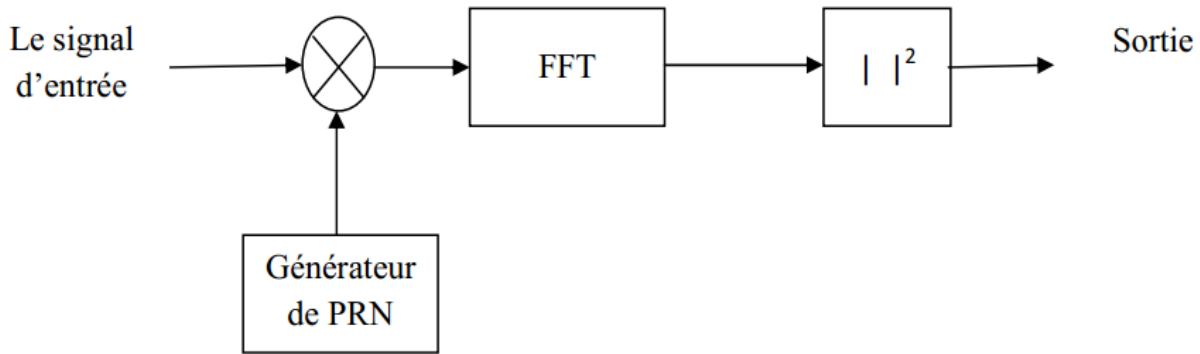 Le signal
d’entrée
FFT
| |²
Sortie
Générateur
de PRN